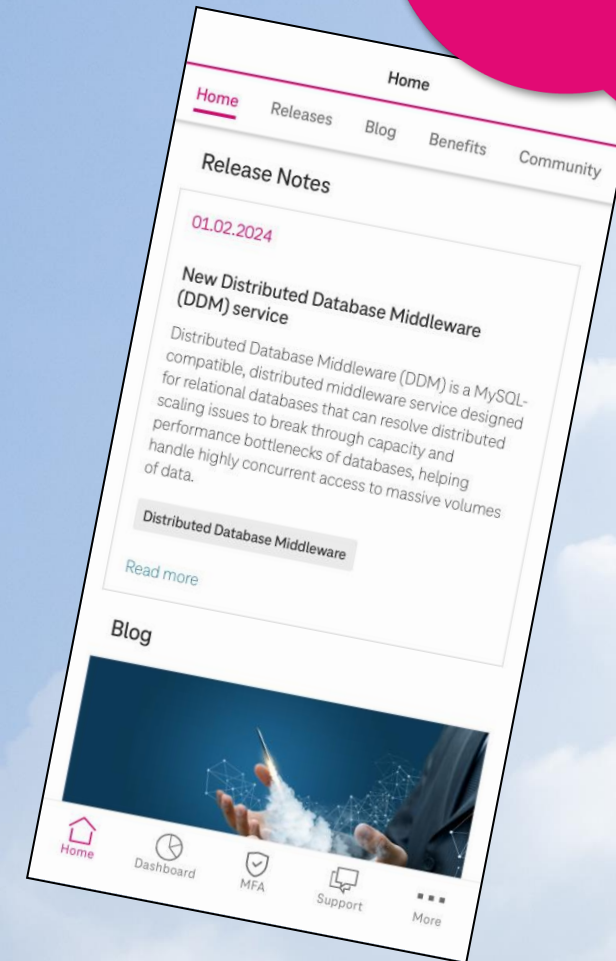 Home
Home Releases Blog Benefits Community
Release Notes
01.02.2024
New Distributed Database Middleware
(DDM) service
Distributed Database Middleware (DDM) is a MySQL-
compatible, distributed middleware service designed
for relational databases that can resolve distributed
scaling issues to break through capacity and
performance bottlenecks of databases, helping
handle highly concurrent access to massive volumes
of data.
Distributed Database Middleware
Read more
Blog
Home Dashboard MFA Support More